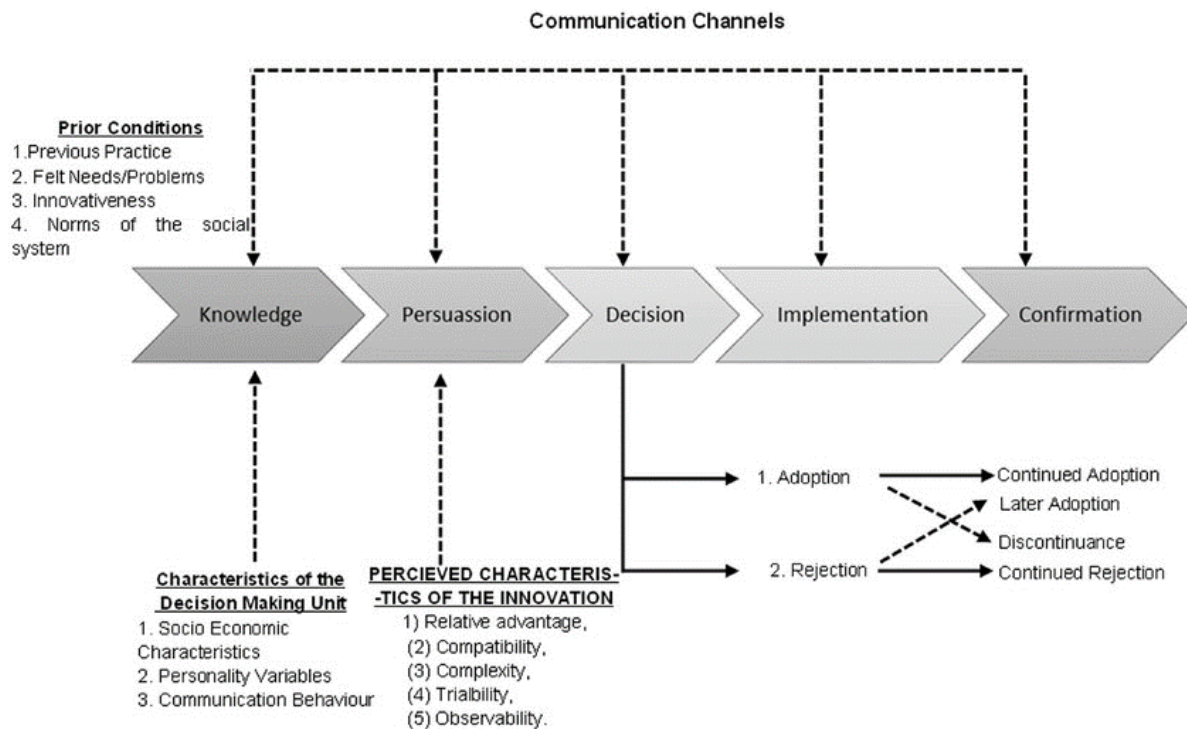 Communication Channels
Prior Conditions
1.Previous Practice
2. Felt Needs/Problems
3. Innovativeness
4. Norms of the social
system
Knowledge
Persuassion
Decision
Implementation
Confirmation
1. Adoption
Continued Adoption
Later Adoption
Discontinuance
2. Rejection
Continued Rejection
Characteristics of the
Decision Making Unit
1. Socio Economic
Characteristics
2. Personality Variables
3. Communication Behaviour
PERCIEVED CHARACTERIS-
-TICS OF THE INNOVATION
1) Relative advantage,
(2) Compatibility,
(3) Complexity,
(4) Trialbility,
(5) Observability.